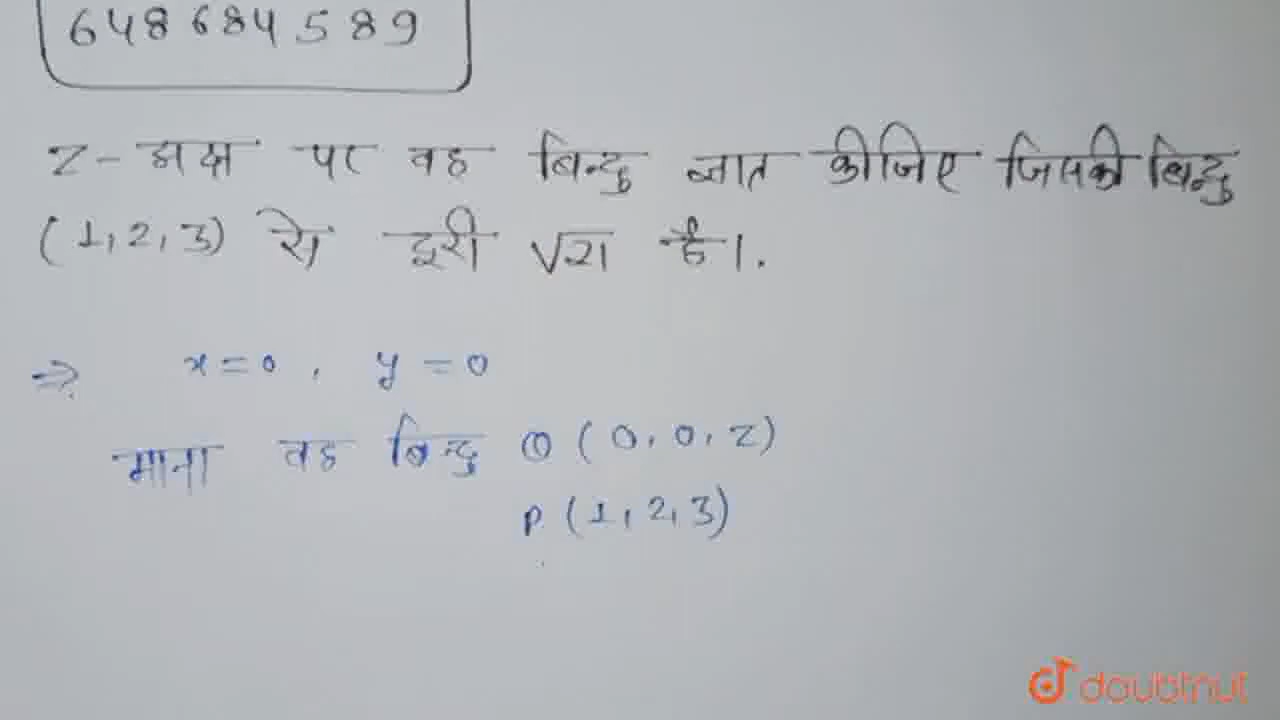 648684589
z-अक्ष पर वह बिन्दु ज्ञात कीजिए जिसकी बिन्दु
(1, 2, 3) से दूरी √21 है।.
⇒ x = 0 , y = 0
माना वह बिन्दु Q (0, 0, z)
P (1, 2, 3)
doubtnut